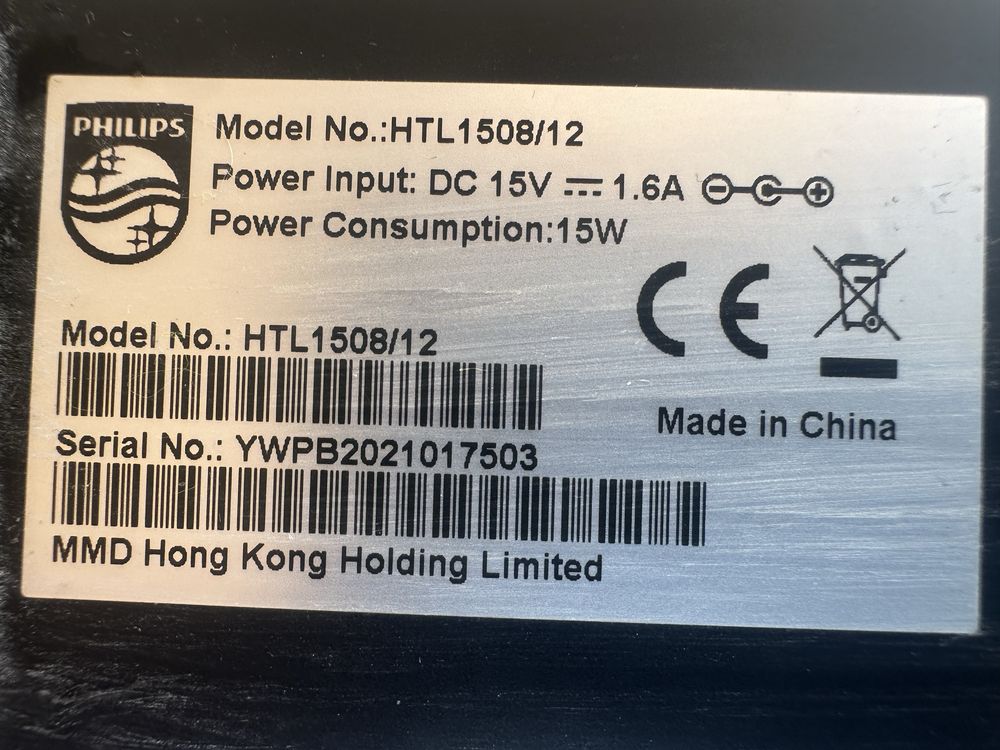 PHILIPS
Model No.:HTL1508/12
Power Input: DC 15V ⎓ 1.6A
Power Consumption:15W
CE
Model No.: HTL1508/12
Made in China
Serial No.: YWPB2021017503
MMD Hong Kong Holding Limited